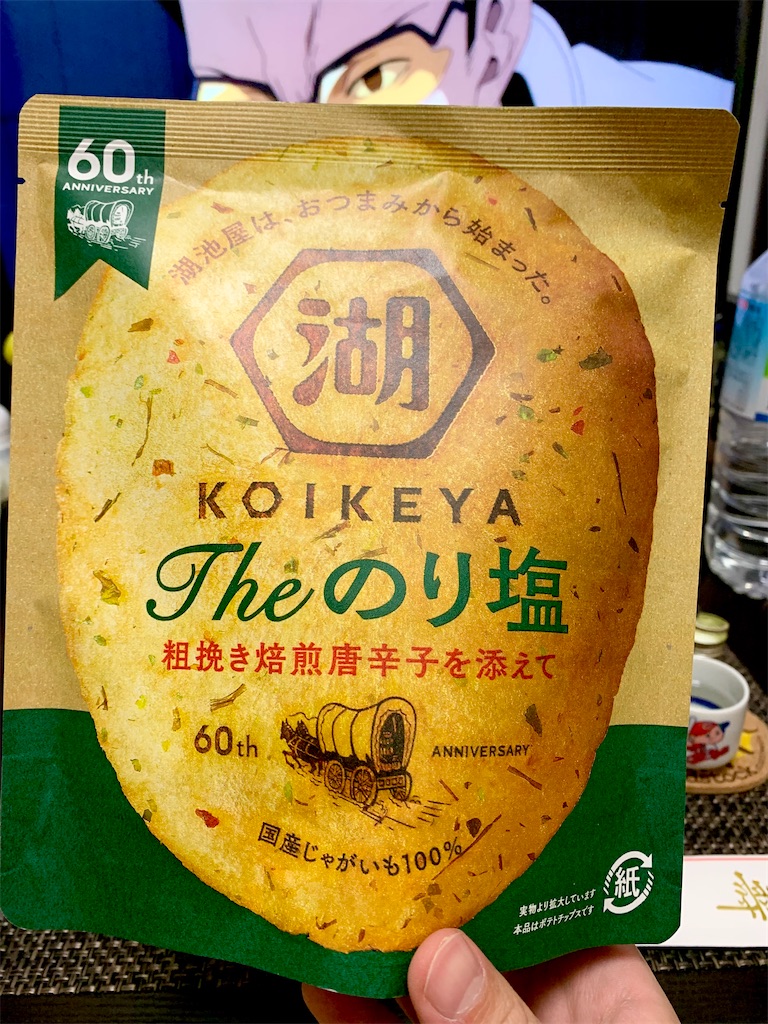 60th
ANNIVERSARY
湖池屋は、おつまみから始まった。
湖
KOIKEYA
Theのり塩
粗挽き焙煎唐辛子を添えて
60th
ANNIVERSARY
国産じゃがいも100%
紙
実物より拡大しています
本品はポテトチップスです